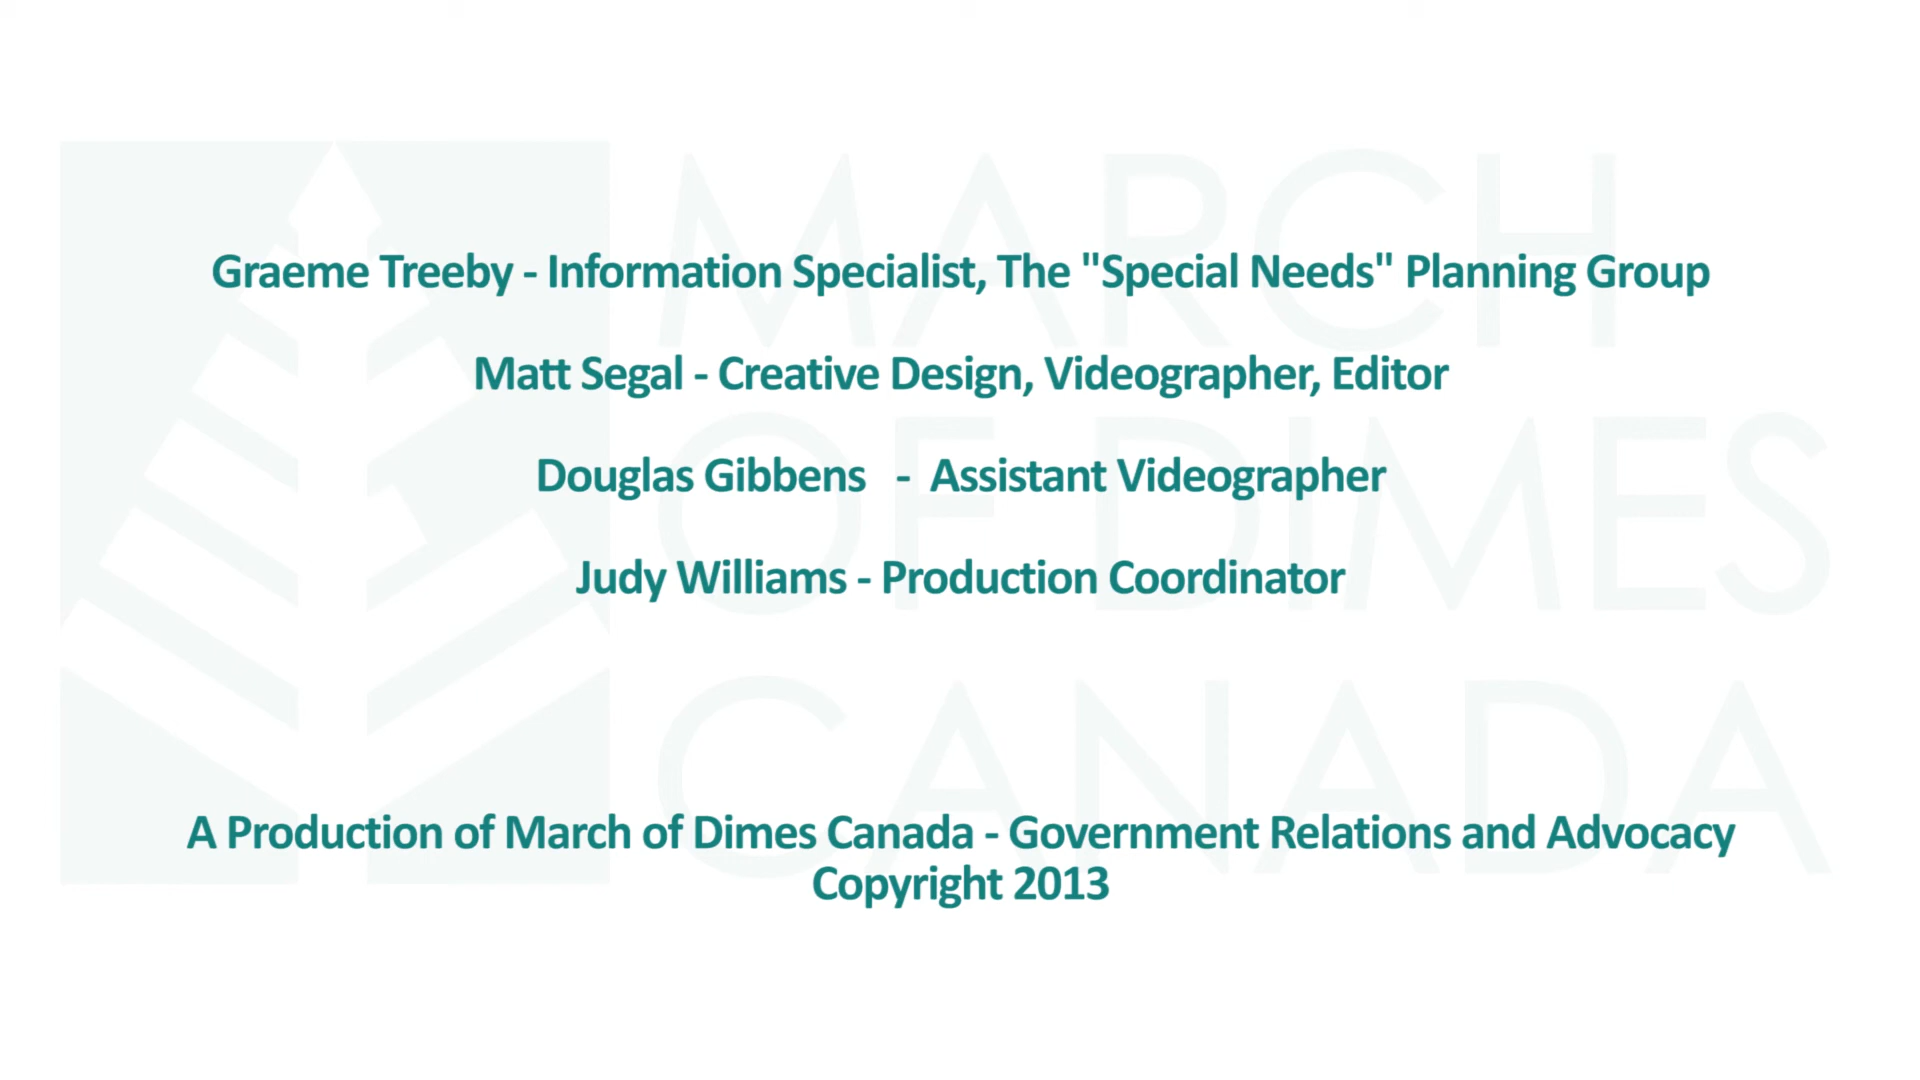 MARCH
OF DIMES
CANADA
Graeme Treeby - Information Specialist, The "Special Needs" Planning Group
Matt Segal - Creative Design, Videographer, Editor
Douglas Gibbens - Assistant Videographer
Judy Williams - Production Coordinator
A Production of March of Dimes Canada - Government Relations and Advocacy
Copyright 2013